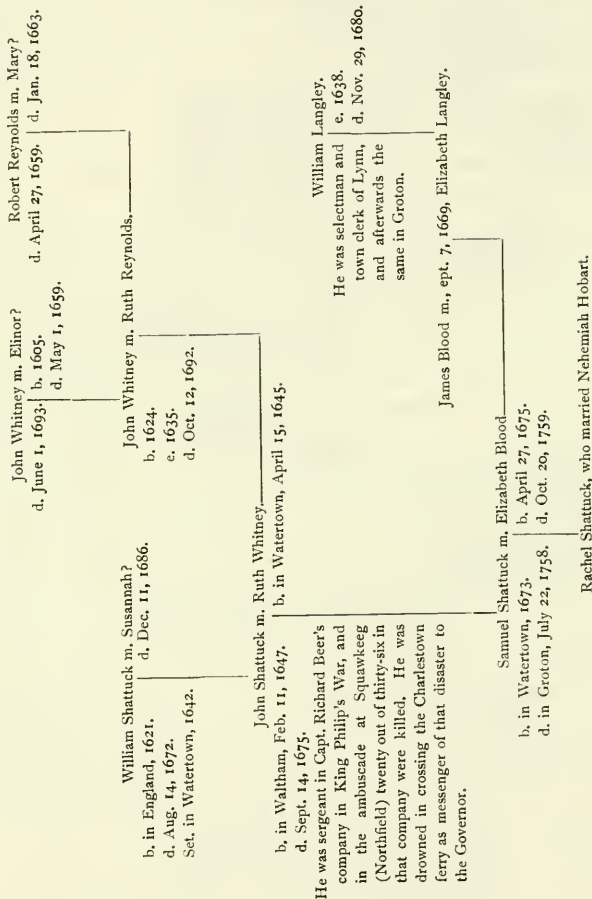 John Whitney m. Elinor?
d. June 1, 1693. b. 1605.
d. May 1, 1659.
Robert Reynolds m. Mary?
d. April 27, 1659. d. Jan. 18, 1663.
John Whitney m. Ruth Reynolds.
b. 1624.
e. 1635.
d. Oct. 12, 1692.
William Shattuck m. Susannah?
b. in England, 1621. d. Dec. 11, 1686.
d. Aug. 14, 1672.
Set. in Watertown, 1642.
John Shattuck m. Ruth Whitney.
b. in Waltham, Feb. 11, 1647. b. in Watertown, April 15, 1645.
d. Sept. 14, 1675.
He was sergeant in Capt. Richard Beer's
company in King Philip's War, and
in the ambuscade at Squawkeeg
(Northfield) twenty out of thirty-six in
that company were killed. He was
drowned in crossing the Charlestown
ferry as messenger of that disaster to
the Governor.
William Langley.
He was selectman and e. 1638.
town clerk of Lynn, d. Nov. 29, 1680.
and afterwards the
same in Groton.
James Blood m., ept. 7, 1669, Elizabeth Langley.
Samuel Shattuck m. Elizabeth Blood
b. in Watertown, 1673. b. April 27, 1675.
d. in Groton, July 22, 1758. d. Oct. 20, 1759.
Rachel Shattuck, who married Nehemiah Hobart.